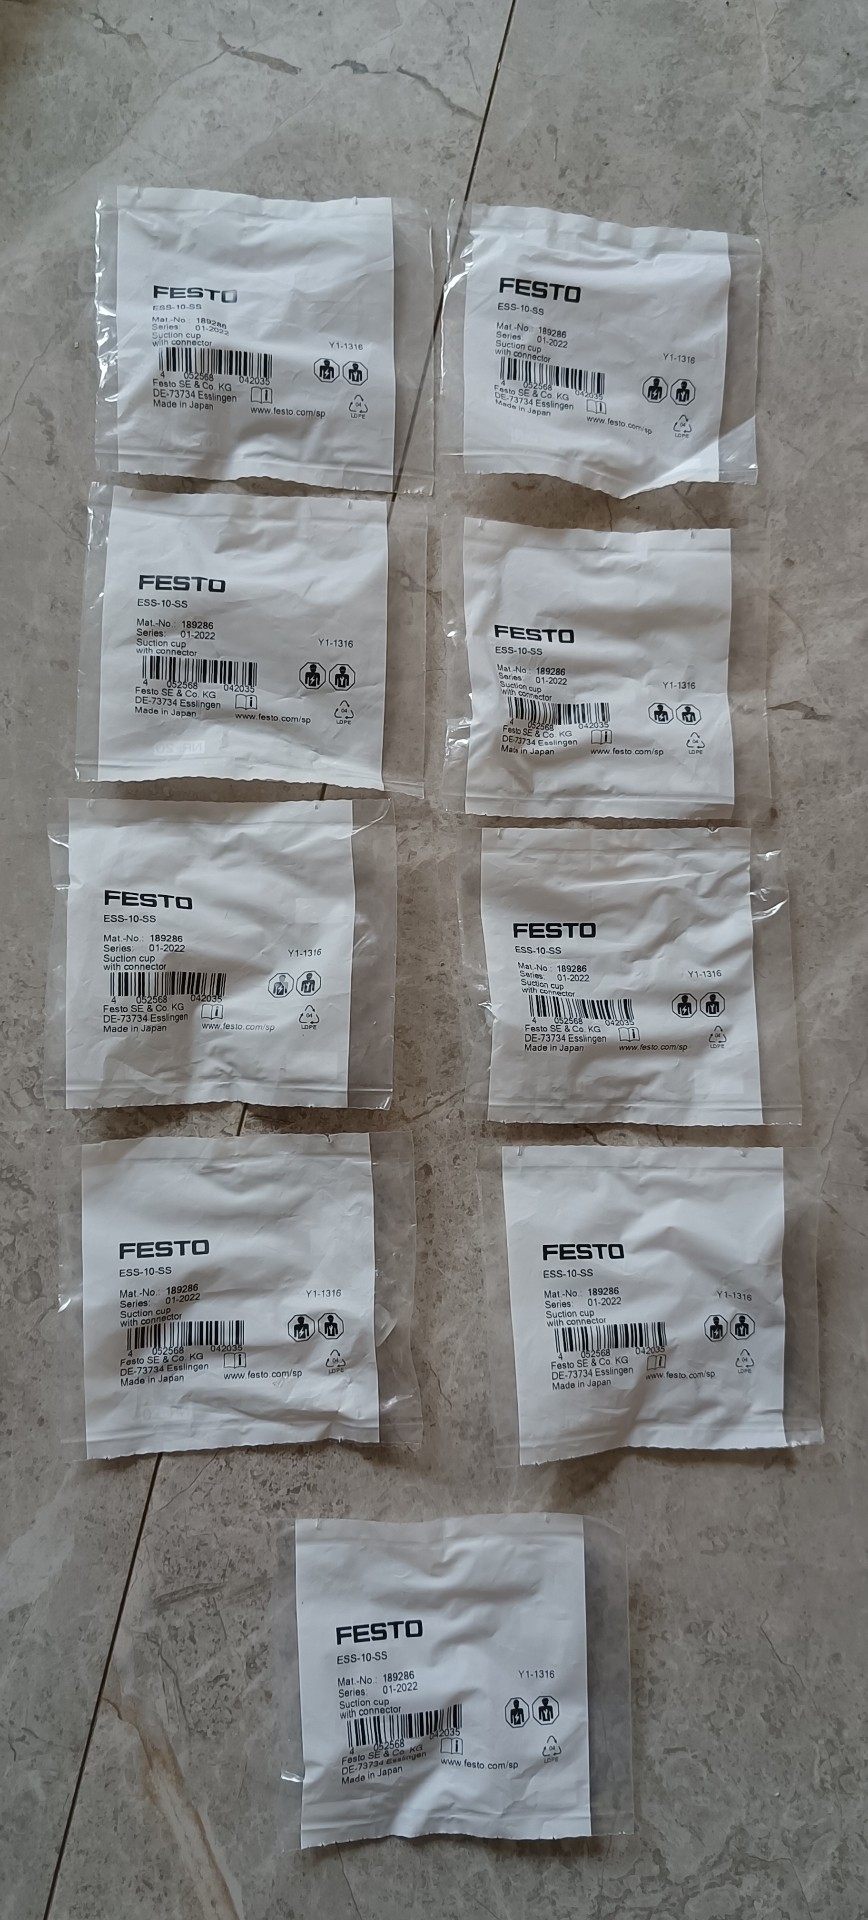 FESTO
ESS-10-SS
Mat.-No.: 189286
Series: 01-2022
Suction cup
with connector
Y1-1316
4 052568 042035
Festo SE & Co. KG
DE-73734 Esslingen
Made in Japan
www.festo.com/sp
04
LDPE
FESTO
ESS-10-SS
Mat.-No.: 189286
Series: 01-2022
Suction cup
with connector
Y1-1316
4 052568 042035
Festo SE & Co. KG
DE-73734 Esslingen
Made in Japan
www.festo.com/sp
04
LDPE
FESTO
ESS-10-SS
Mat.-No.: 189286
Series: 01-2022
Suction cup
with connector
Y1-1316
4 052568 042035
Festo SE & Co. KG
DE-73734 Esslingen
Made in Japan
www.festo.com/sp
04
LDPE
FESTO
ESS-10-SS
Mat.-No.: 189286
Series: 01-2022
Suction cup
with connector
Y1-1316
4 052568 042035
Festo SE & Co. KG
DE-73734 Esslingen
Made in Japan
www.festo.com/sp
04
LDPE
FESTO
ESS-10-SS
Mat.-No.: 189286
Series: 01-2022
Suction cup
with connector
Y1-1316
4 052568 042035
Festo SE & Co. KG
DE-73734 Esslingen
Made in Japan
www.festo.com/sp
04
LDPE
FESTO
ESS-10-SS
Mat.-No.: 189286
Series: 01-2022
Suction cup
with connector
Y1-1316
4 052568 042035
Festo SE & Co. KG
DE-73734 Esslingen
Made in Japan
www.festo.com/sp
04
LDPE
FESTO
ESS-10-SS
Mat.-No.: 189286
Series: 01-2022
Suction cup
with connector
Y1-1316
4 052568 042035
Festo SE & Co. KG
DE-73734 Esslingen
Made in Japan
www.festo.com/sp
04
LDPE
FESTO
ESS-10-SS
Mat.-No.: 189286
Series: 01-2022
Suction cup
with connector
Y1-1316
4 052568 042035
Festo SE & Co. KG
DE-73734 Esslingen
Made in Japan
www.festo.com/sp
04
LDPE
FESTO
ESS-10-SS
Mat.-No.: 189286
Series: 01-2022
Suction cup
with connector
Y1-1316
4 052568 042035
Festo SE & Co. KG
DE-73734 Esslingen
Made in Japan
www.festo.com/sp
04
LDPE